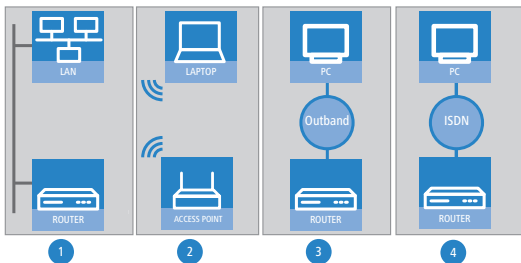 LAN
LAPTOP
PC
PC
Outband
ISDN
ROUTER
ACCESS POINT
ROUTER
ROUTER
1
2
3
4